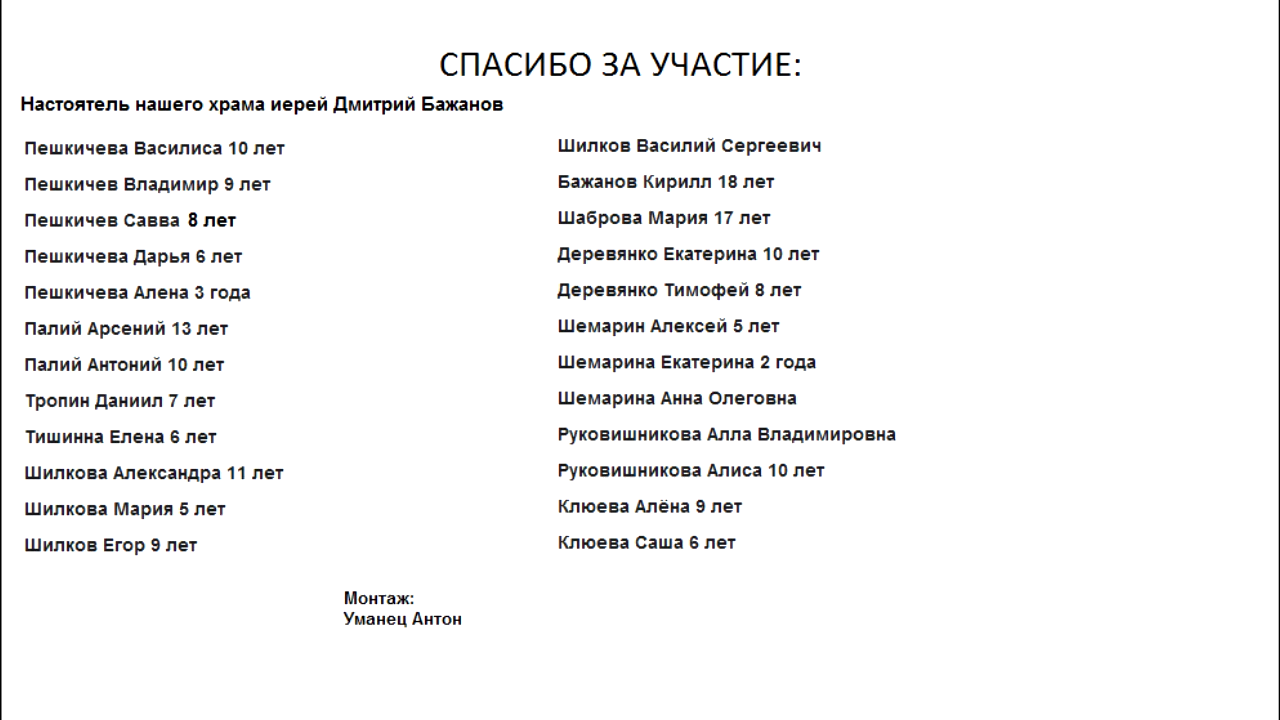 СПАСИБО ЗА УЧАСТИЕ:
Настоятель нашего храма иерей Дмитрий Бажанов
Пешкичева Василиса 10 лет
Пешкичев Владимир 9 лет
Пешкичев Савва 8 лет
Пешкичева Дарья 6 лет
Пешкичева Алена 3 года
Палий Арсений 13 лет
Палий Антоний 10 лет
Тропин Даниил 7 лет
Тишинна Елена 6 лет
Шилкова Александра 11 лет
Шилкова Мария 5 лет
Шилков Егор 9 лет
Шилков Василий Сергеевич
Бажанов Кирилл 18 лет
Шаброва Мария 17 лет
Деревянко Екатерина 10 лет
Деревянко Тимофей 8 лет
Шемарин Алексей 5 лет
Шемарина Екатерина 2 года
Шемарина Анна Олеговна
Руковишникова Алла Владимировна
Руковишникова Алиса 10 лет
Клюева Алёна 9 лет
Клюева Саша 6 лет
Монтаж:
Уманец Антон